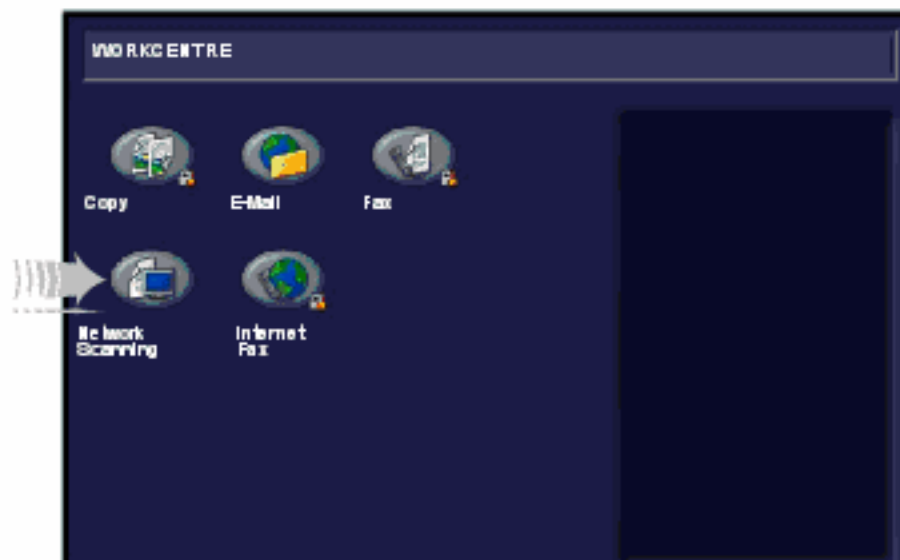 WORKCENTRE
Copy
E-Mail
Fax
Network
Scanning
Internet
Fax